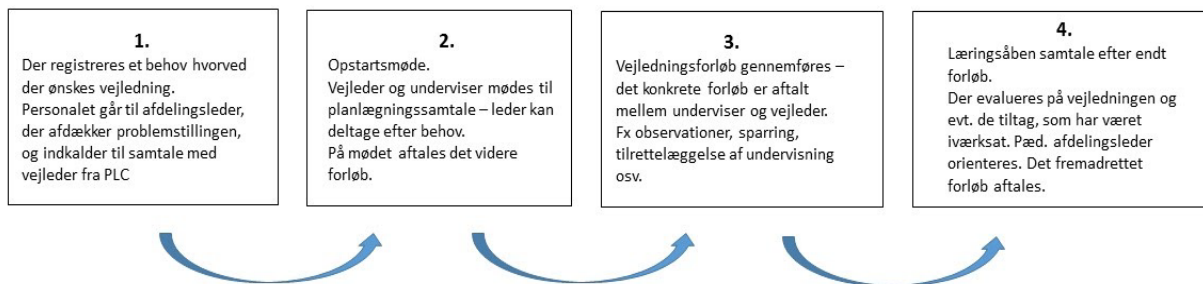 1.
Der registreres et behov hvorved
der ønskes vejledning.
Personalet går til afdelingsleder,
der afdækker problemstillingen,
og indkalder til samtale med
vejleder fra PLC
2.
Opstartsmøde.
Vejleder og underviser mødes til
planlægningssamtale – leder kan
deltage efter behov.
På mødet aftales det videre
forløb.
3.
Vejledningsforløb gennemføres –
det konkrete forløb er aftalt
mellem underviser og vejleder.
Fx observationer, sparring,
tilrettelæggelse af undervisning
osv.
4.
Læringsåben samtale efter endt
forløb.
Der evalueres på vejledningen og
evt. de tiltag, som har været
iværksat. Pæd. afdelingsleder
orienteres. Det fremadrettet
forløb aftales.